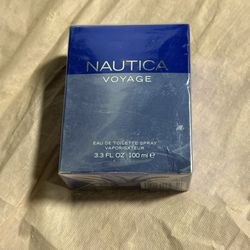 NAUTICA
VOYAGE
EAU DE TOILETTE SPRAY
VAPORISATEUR
3.3 FL OZ | 100 ml ℮